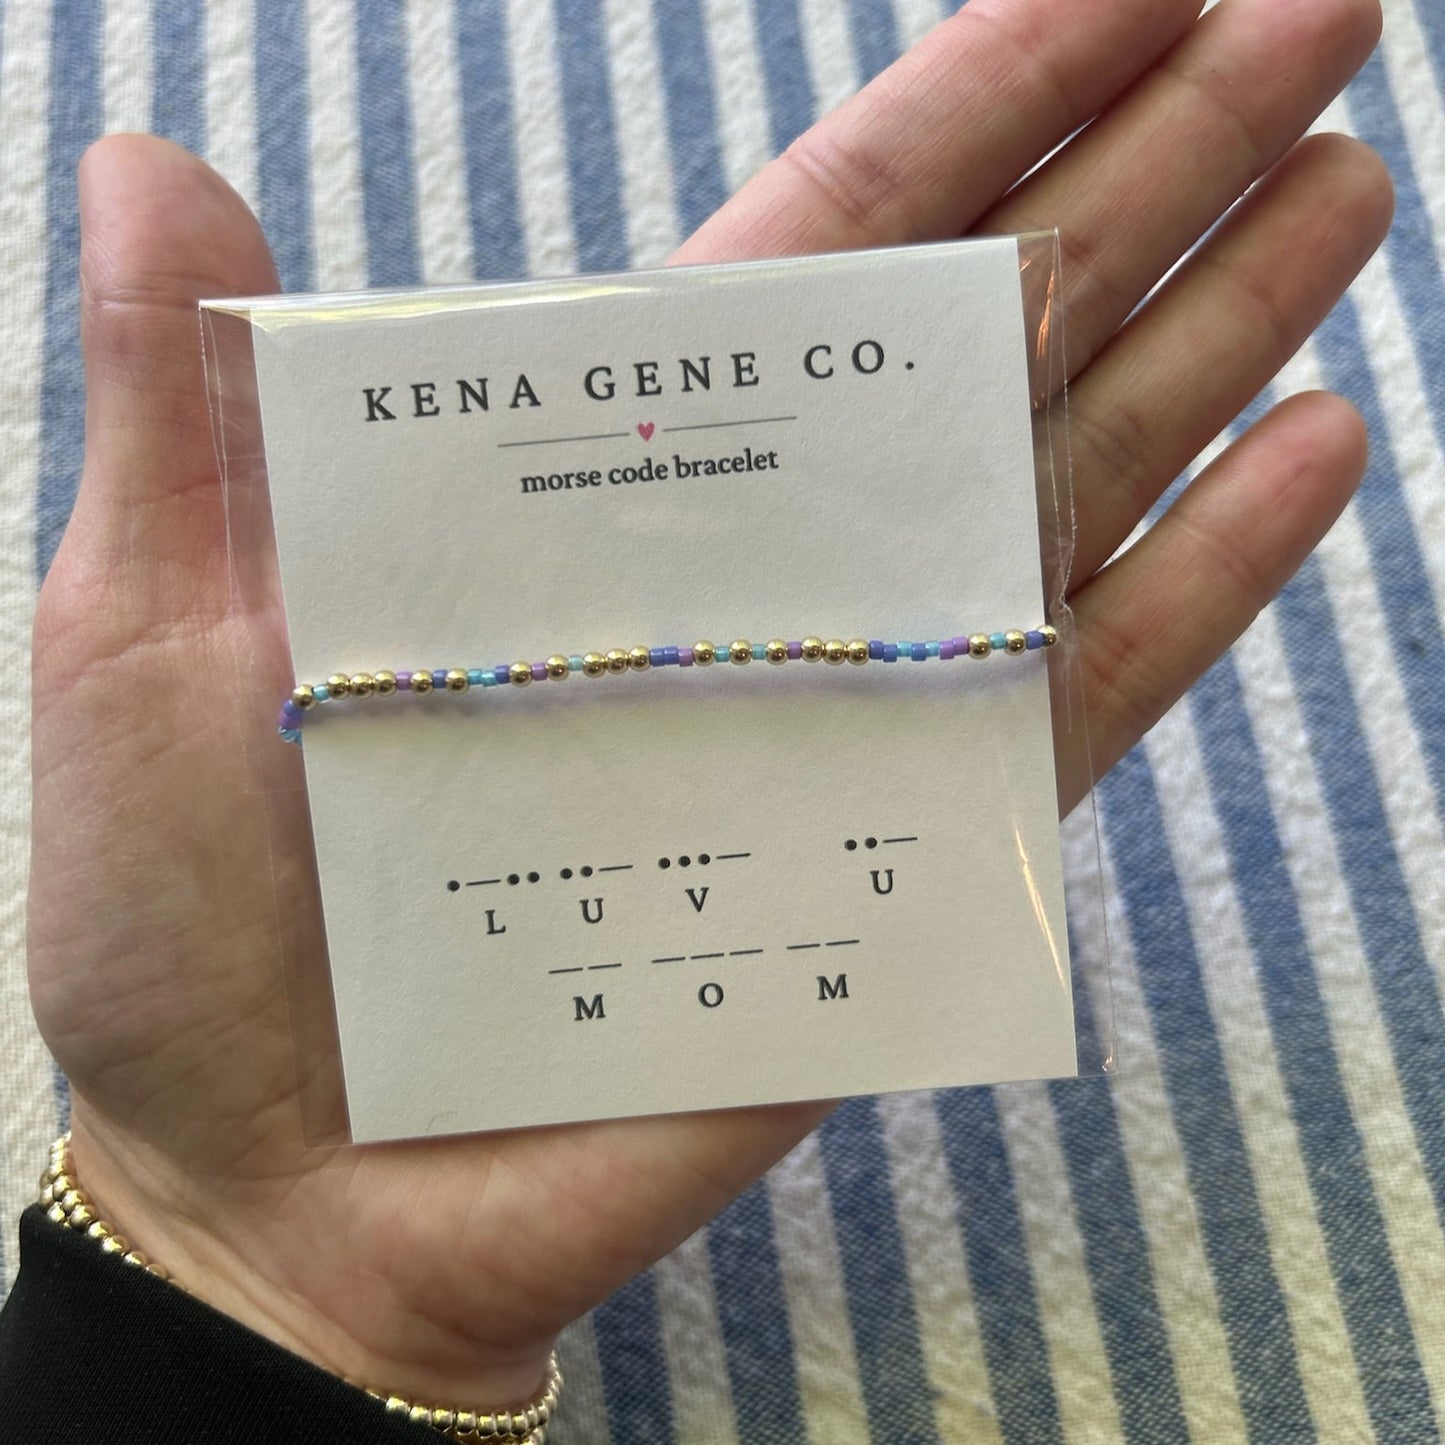 KENA GENE CO.
morse code bracelet
•—•• ••— •••— ••—
L U V U
—— ——— ——
M O M